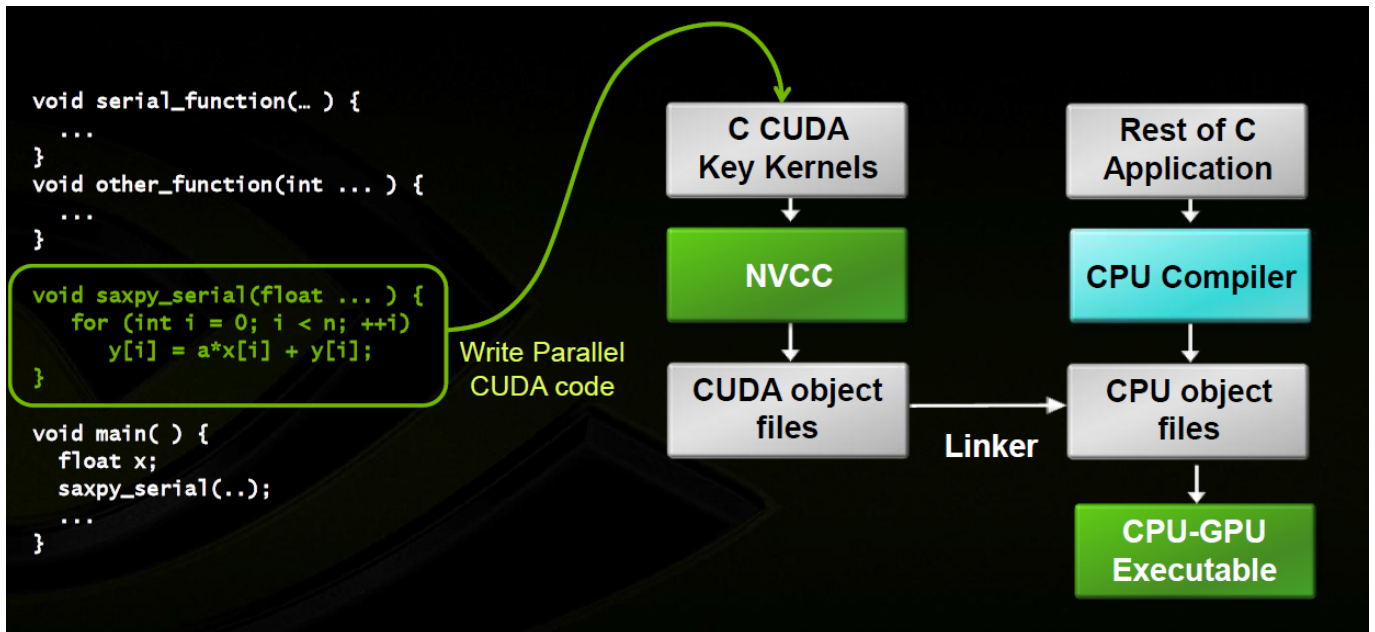 void serial_function(… ) {
...
}
void other_function(int ... ) {
...
}
void saxpy_serial(float ... ) {
for (int i = 0; i < n; ++i)
y[i] = a*x[i] + y[i];
}
void main( ) {
float x;
saxpy_serial(..);
...
}
Write Parallel
CUDA code
C CUDA
Key Kernels
NVCC
CUDA object
files
Linker
Rest of C
Application
CPU Compiler
CPU object
files
CPU-GPU
Executable